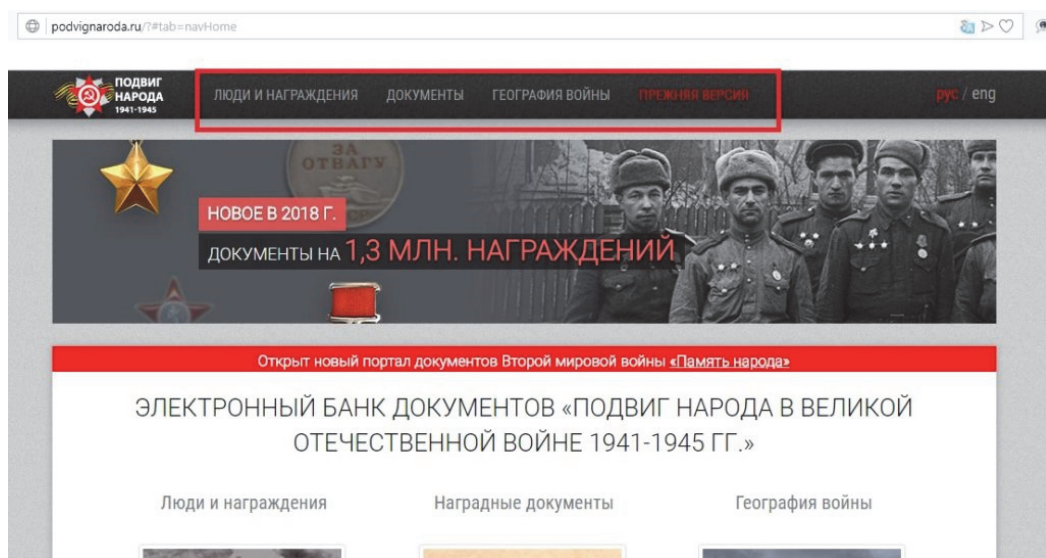 podvignaroda.ru/?#tab=navHome
ПОДВИГ
НАРОДА
1941-1945
ЛЮДИ И НАГРАЖДЕНИЯ ДОКУМЕНТЫ ГЕОГРАФИЯ ВОЙНЫ ПРЕЖНЯЯ ВЕРСИЯ
рус / eng
ЗА
ОТВАГУ
НОВОЕ В 2018 Г.
ДОКУМЕНТЫ НА 1,3 МЛН. НАГРАЖДЕНИЙ
Открыт новый портал документов Второй мировой войны «Память народа»
ЭЛЕКТРОННЫЙ БАНК ДОКУМЕНТОВ «ПОДВИГ НАРОДА В ВЕЛИКОЙ
ОТЕЧЕСТВЕННОЙ ВОЙНЕ 1941-1945 ГГ.»
Люди и награждения Наградные документы География войны